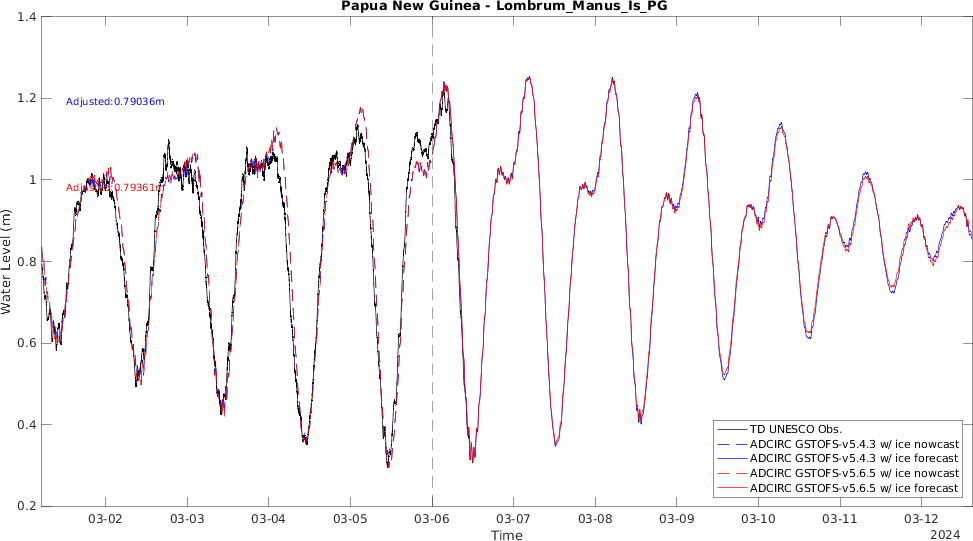 Papua New Guinea - Lombrum_Manus_Is_PG
1.4
1.2
1
0.8
0.6
0.4
0.2
Water Level (m)
Adjusted:0.79036m
Adjusted:0.79361m
TD UNESCO Obs.
ADCIRC GSTOFS-v5.4.3 w/ ice nowcast
ADCIRC GSTOFS-v5.4.3 w/ ice forecast
ADCIRC GSTOFS-v5.6.5 w/ ice nowcast
ADCIRC GSTOFS-v5.6.5 w/ ice forecast
03-02 03-03 03-04 03-05 03-06 03-07 03-08 03-09 03-10 03-11 03-12
Time
2024